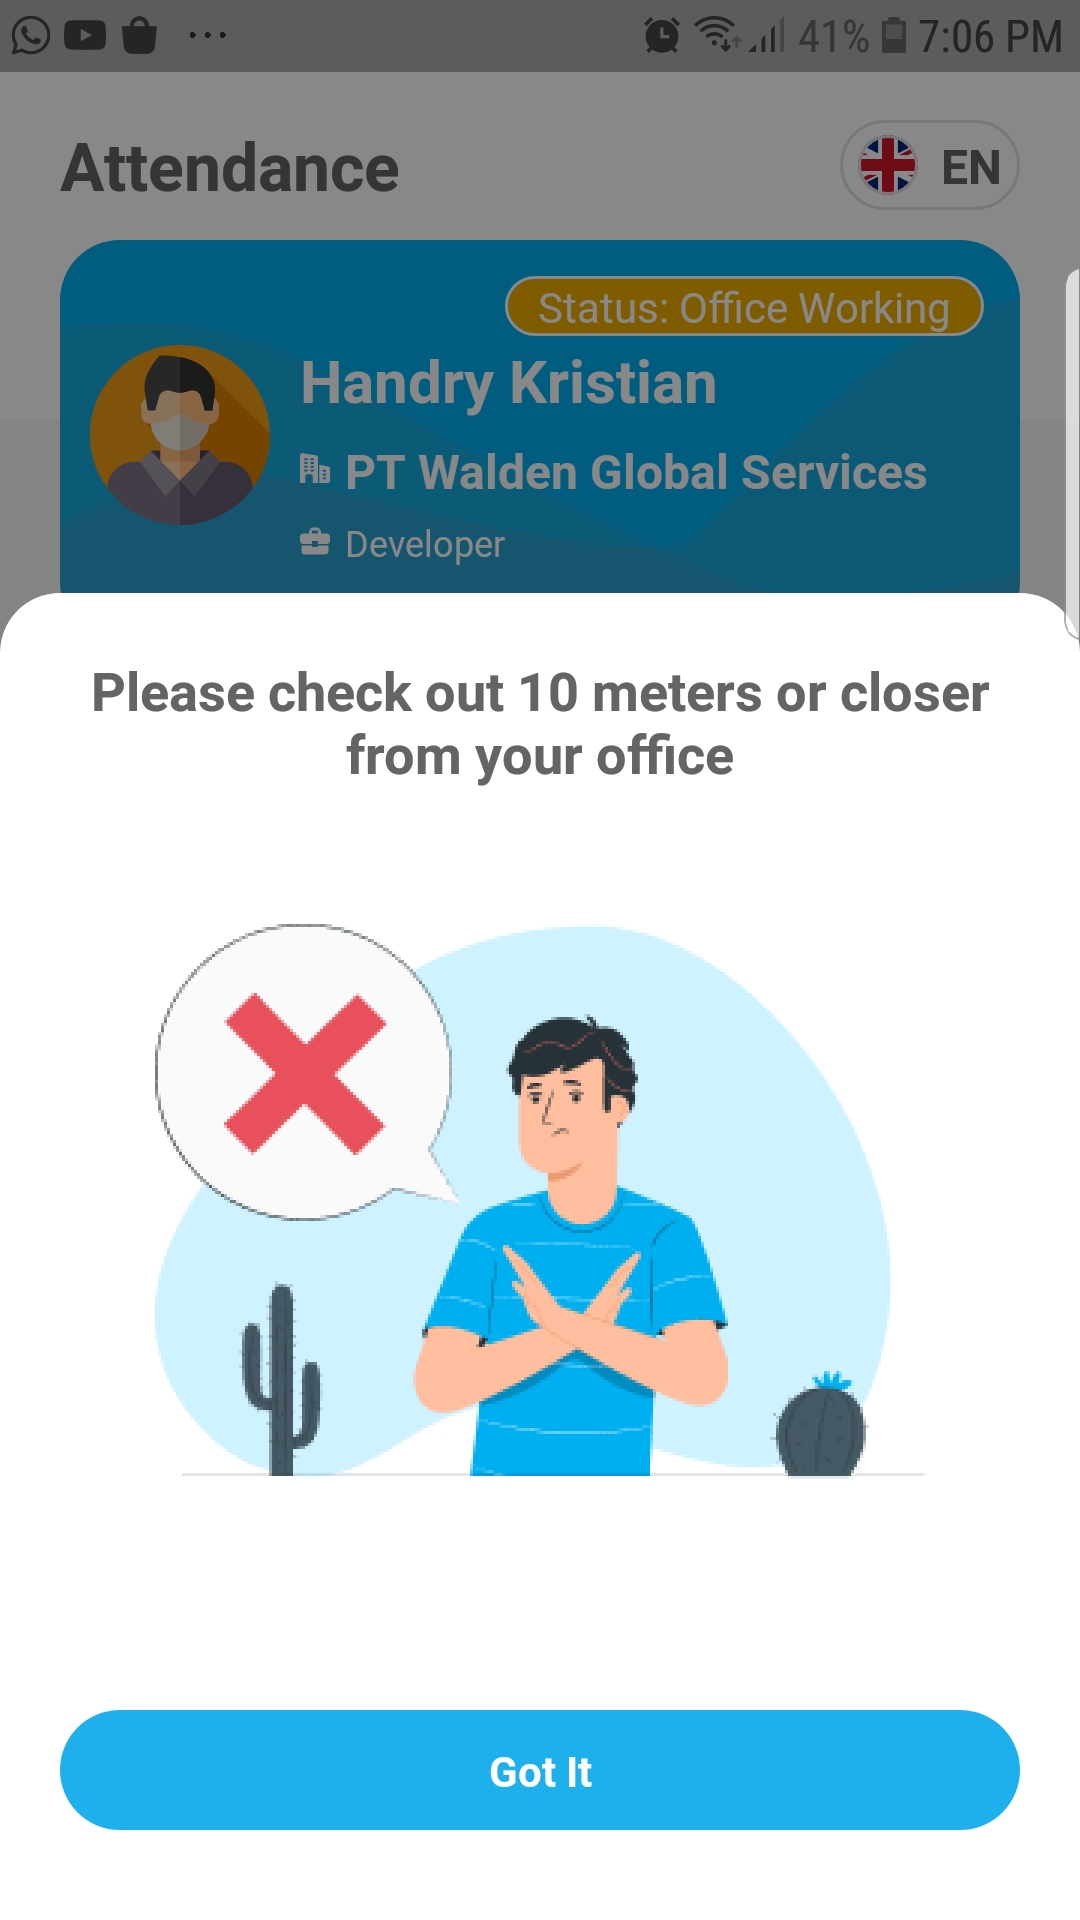 41% 7:06 PM
Attendance
EN
Status: Office Working
Handry Kristian
PT Walden Global Services
Developer
Please check out 10 meters or closer
from your office
Got It